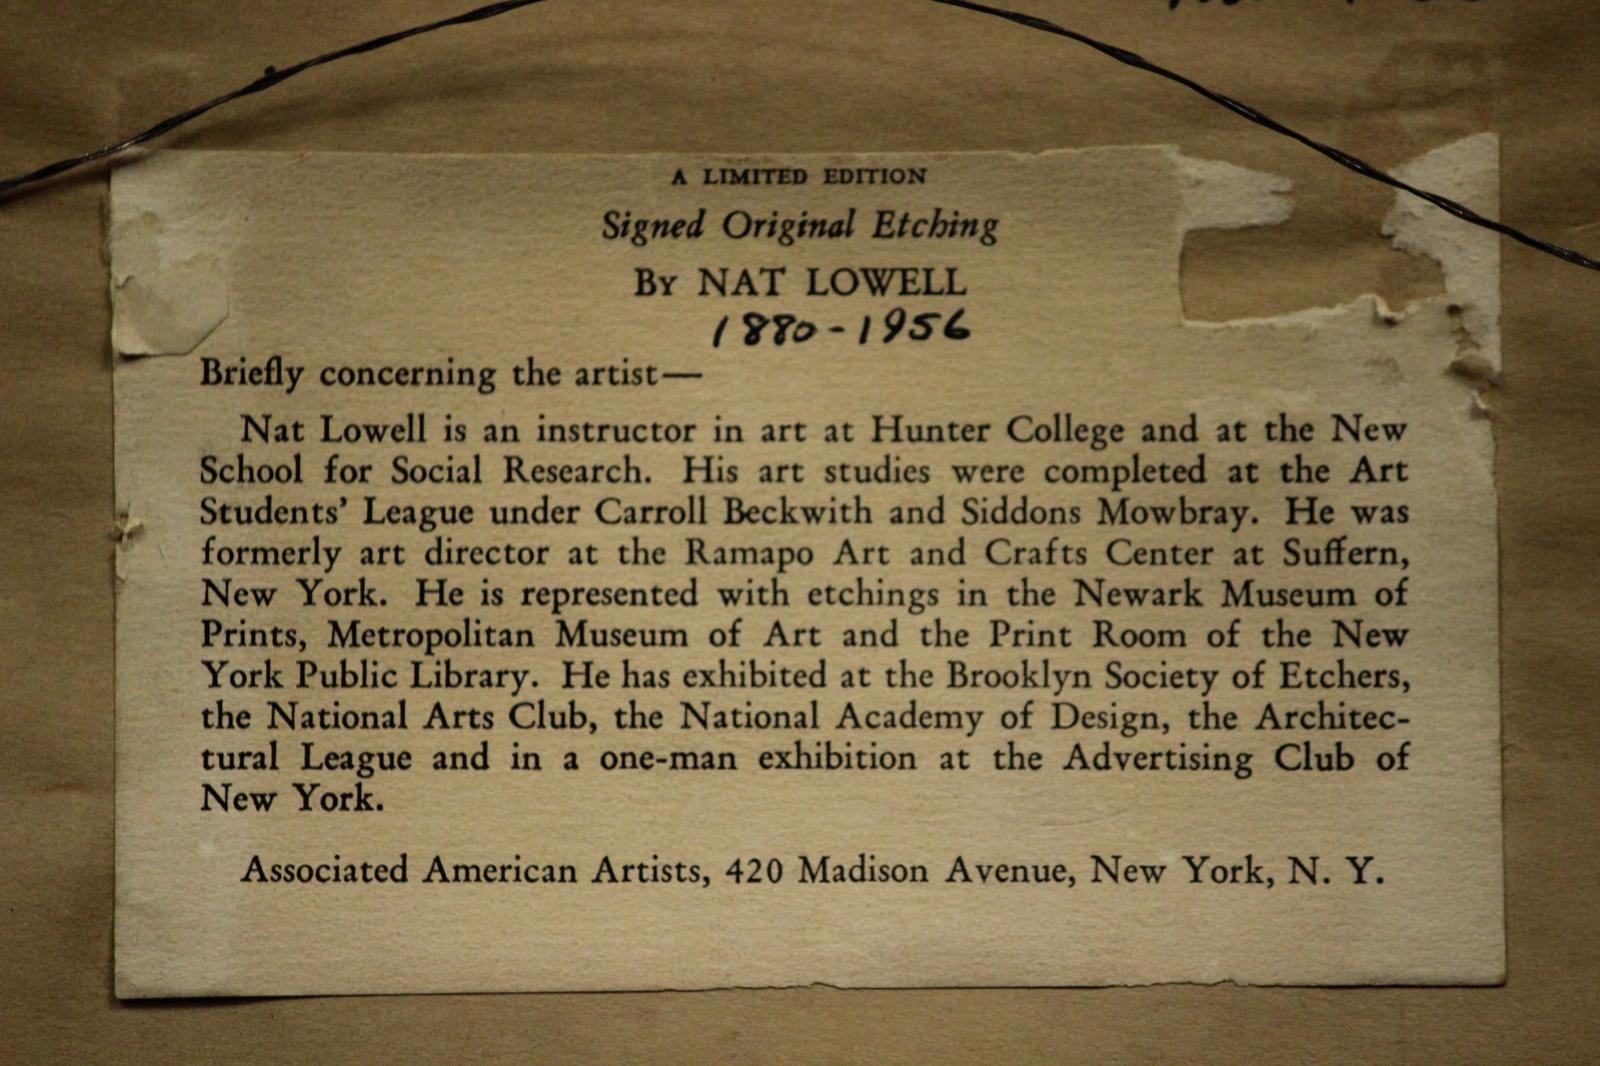 A LIMITED EDITION
Signed Original Etching
By NAT LOWELL
1880-1956
Briefly concerning the artist—
Nat Lowell is an instructor in art at Hunter College and at the New
School for Social Research. His art studies were completed at the Art
Students' League under Carroll Beckwith and Siddons Mowbray. He was
formerly art director at the Ramapo Art and Crafts Center at Suffern,
New York. He is represented with etchings in the Newark Museum of
Prints, Metropolitan Museum of Art and the Print Room of the New
York Public Library. He has exhibited at the Brooklyn Society of Etchers,
the National Arts Club, the National Academy of Design, the Architec-
tural League and in a one-man exhibition at the Advertising Club of
New York.
Associated American Artists, 420 Madison Avenue, New York, N. Y.